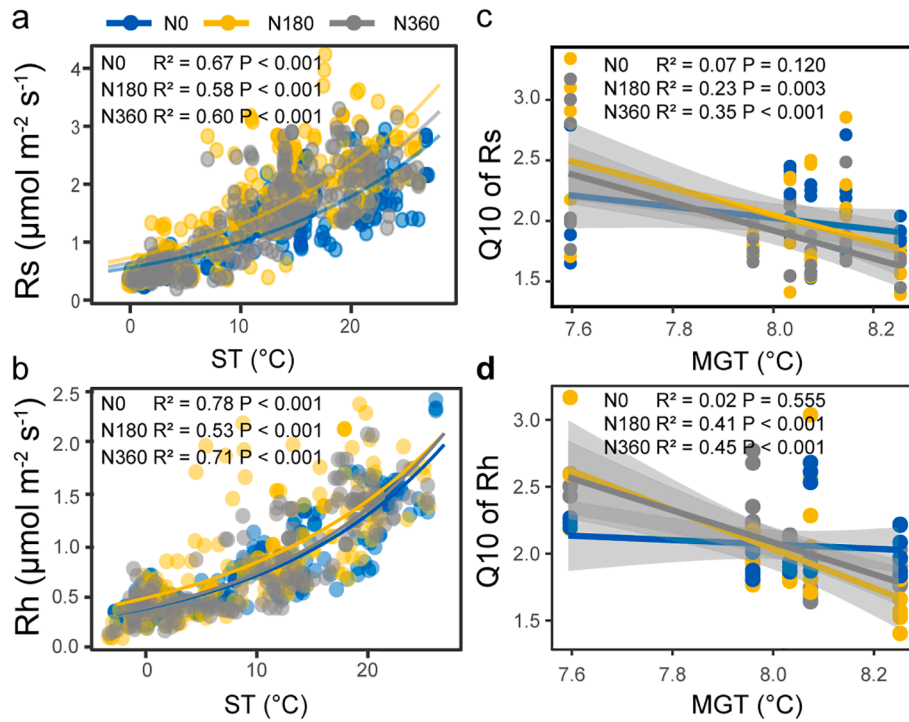 N0 N180 N360
a
N0 R² = 0.67 P < 0.001
N180 R² = 0.58 P < 0.001
N360 R² = 0.60 P < 0.001
Rs (μmol m⁻² s⁻¹)
4
3
2
1
0
0 10 20
ST (°C)
b
N0 R² = 0.78 P < 0.001
N180 R² = 0.53 P < 0.001
N360 R² = 0.71 P < 0.001
Rh (μmol m⁻² s⁻¹)
2.5
2.0
1.5
1.0
0.5
0.0
0 10 20
ST (°C)
c
N0 R² = 0.07 P = 0.120
N180 R² = 0.23 P = 0.003
N360 R² = 0.35 P < 0.001
Q10 of Rs
3.0
2.5
2.0
1.5
7.6 7.8 8.0 8.2
MGT (°C)
d
N0 R² = 0.02 P = 0.555
N180 R² = 0.41 P < 0.001
N360 R² = 0.45 P < 0.001
Q10 of Rh
3.0
2.5
2.0
1.5
7.6 7.8 8.0 8.2
MGT (°C)